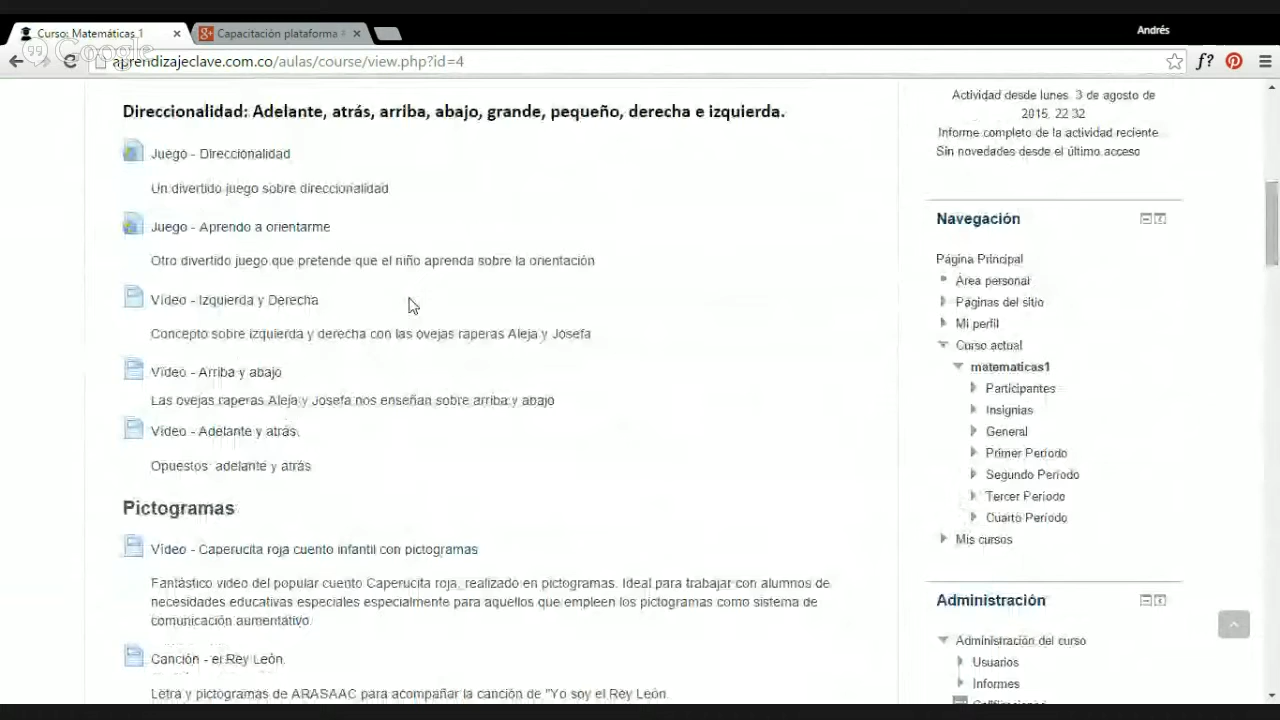 Curso: Matemáticas 1
Capacitación plataforma
Andrés
Google
aprendizajeclave.com.co/aulas/course/view.php?id=4
f?
Direccionalidad: Adelante, atrás, arriba, abajo, grande, pequeño, derecha e izquierda.
Juego - Direccionalidad
Un divertido juego sobre direccionalidad
Juego - Aprendo a orientarme
Otro divertido juego que pretende que el niño aprenda sobre la orientación
Vídeo - Izquierda y Derecha
Concepto sobre izquierda y derecha con las ovejas raperas Aleja y Josefa
Vídeo - Arriba y abajo
Las ovejas raperas Aleja y Josefa nos enseñan sobre arriba y abajo
Vídeo - Adelante y atrás.
Opuestos adelante y atrás
Pictogramas
Vídeo - Caperucita roja cuento infantil con pictogramas
Fantástico video del popular cuento Caperucita roja, realizado en pictogramas. Ideal para trabajar con alumnos de
necesidades educativas especiales especialmente para aquellos que empleen los pictogramas como sistema de
comunicación aumentativo
Canción - el Rey León.
Letra y pictogramas de ARASAAC para acompañar la canción de "Yo soy el Rey León
Actividad desde lunes, 3 de agosto de
2015, 22:32
Informe completo de la actividad reciente
Sin novedades desde el último acceso
Navegación
Página Principal
Área personal
Páginas del sitio
Mi perfil
Curso actual
matematicas1
Participantes
Insignias
General
Primer Periodo
Segundo Periodo
Tercer Periodo
Cuarto Periodo
Mis cursos
Administración
Administración del curso
Usuarios
Informes
Calificaciones